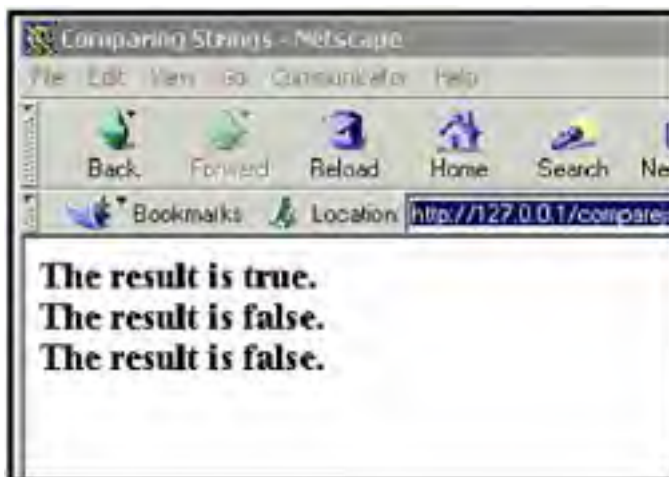 Comparing Strings - Netscape
File Edit View Go Communicator Help
Back Forward Reload Home Search Ne
Bookmarks Location http://127.0.0.1/compare
The result is true.
The result is false.
The result is false.